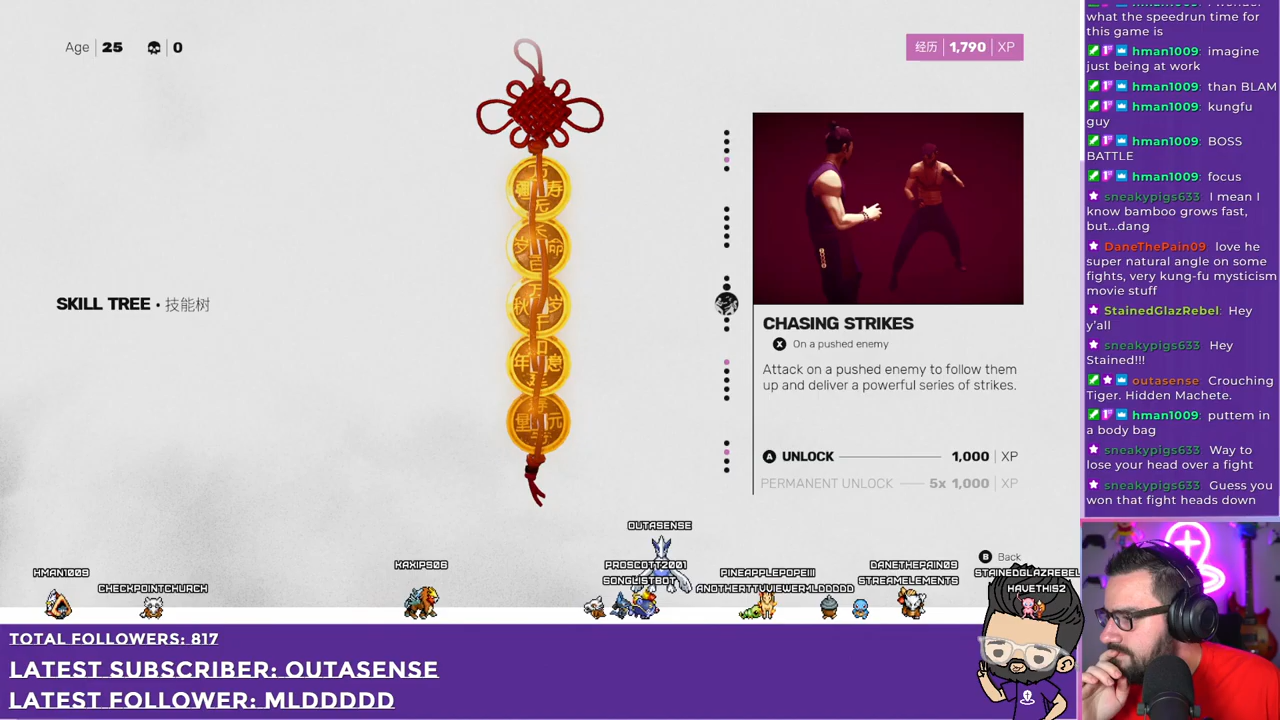 Age 25 0
经历 1,790 XP
SKILL TREE • 技能树
CHASING STRIKES
X On a pushed enemy
Attack on a pushed enemy to follow them
up and deliver a powerful series of strikes.
A UNLOCK 1,000 XP
PERMANENT UNLOCK 5x 1,000 XP
B Back
what the speedrun time for
this game is
hman1009: imagine
just being at work
hman1009: than BLAM
hman1009: kungfu
guy
hman1009: BOSS
BATTLE
hman1009: focus
sneakypigs633 I mean I
know bamboo grows fast,
but...dang
DaneThePain09 love he
super natural angle on some
fights, very kung-fu mysticism
movie stuff
StainedGlazRebel: Hey
y'all
sneakypigs633: Hey
Stained!!!
outasense: Crouching
Tiger. Hidden Machete.
hman1009: puttem in
a body bag
sneakypigs633: Way to
lose your head over a fight
sneakypigs633: Guess you
won that fight heads down
OUTASENSE
HMAN1009
CHECKPOINTCHURCH
KAXIPS06
PROSCOTT2001
SONGLISTBOT
PINEAPPLEPOPEIII
ANOTHERTTVVIEWERMLDDDDD
DANETHEPAIN09
STREAMELEMENTS
STAINEDGLAZREBEL
HAVETHIS2
TOTAL FOLLOWERS: 817
LATEST SUBSCRIBER: OUTASENSE
LATEST FOLLOWER: MLDDDDD